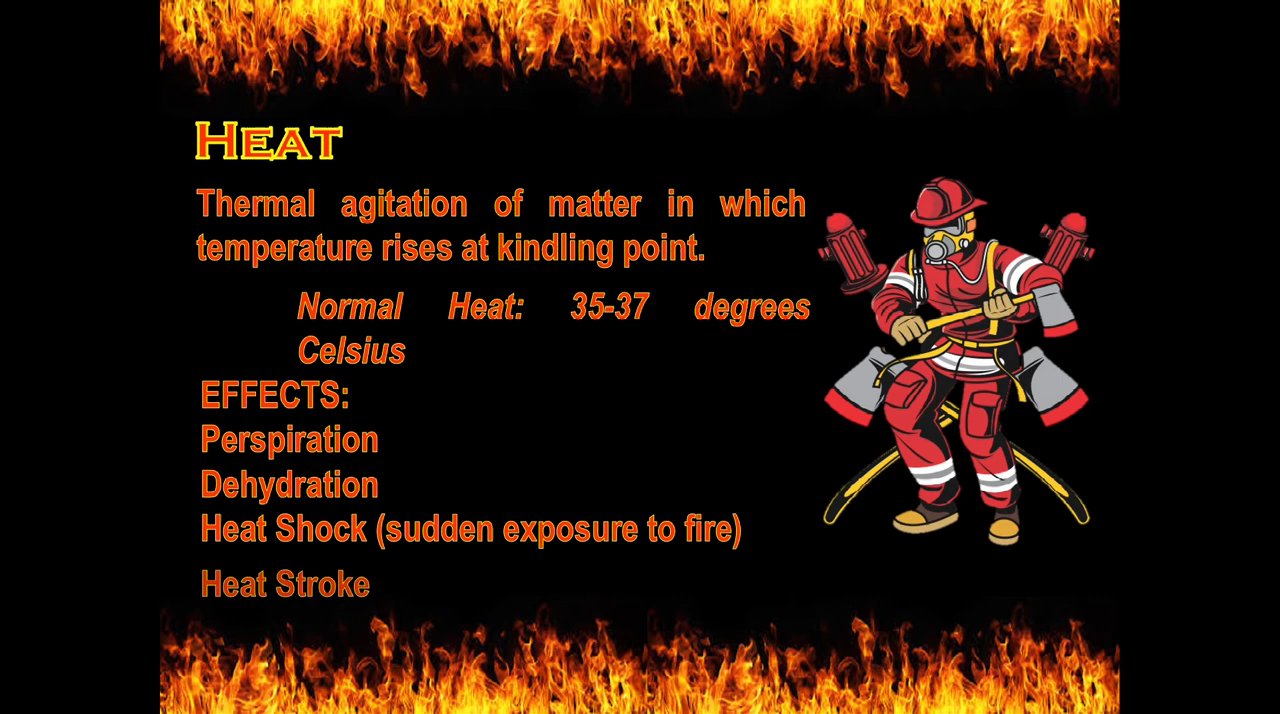 HEAT
Thermal agitation of matter in which
temperature rises at kindling point.
Normal Heat: 35-37 degrees
Celsius
EFFECTS:
Perspiration
Dehydration
Heat Shock (sudden exposure to fire)
Heat Stroke